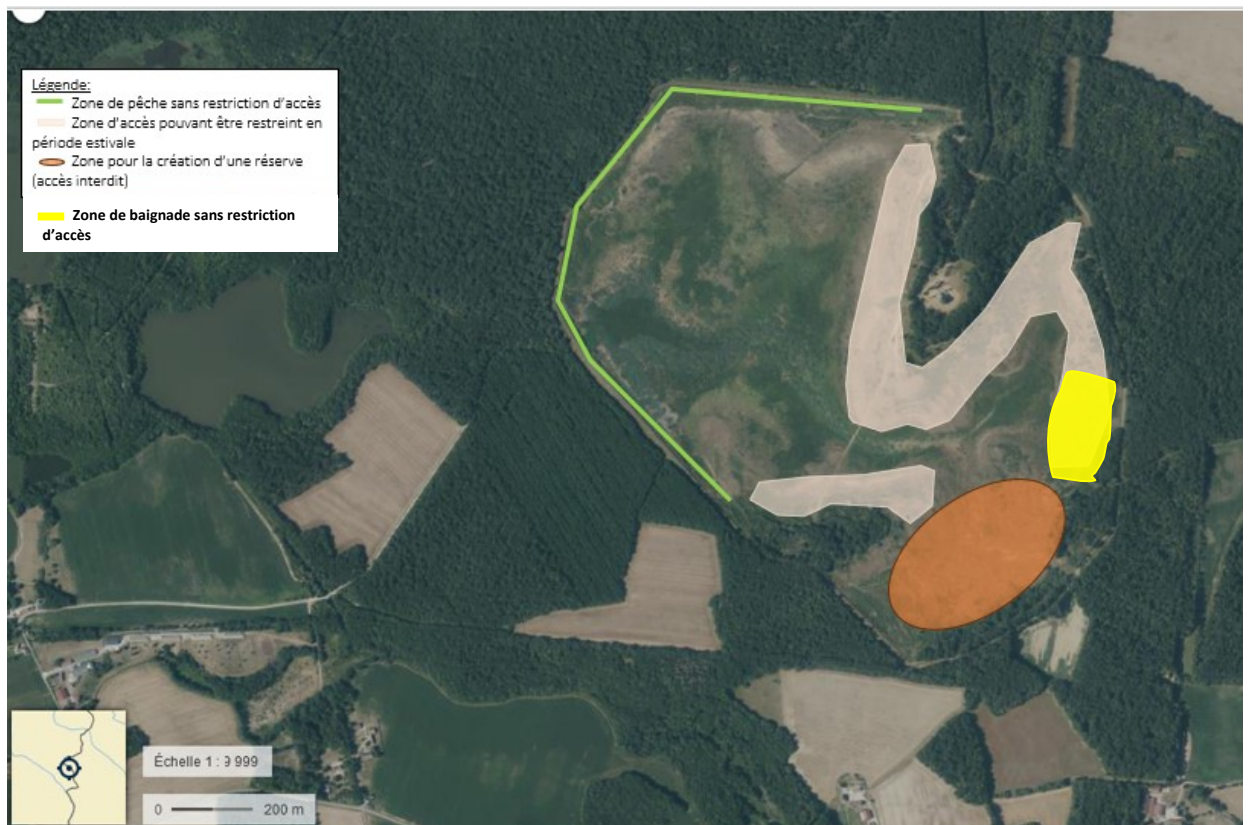 Légende:
Zone de pêche sans restriction d'accès
Zone d'accès pouvant être restreint en
période estivale
Zone pour la création d'une réserve
(accès interdit)
Zone de baignade sans restriction
d'accès
Échelle 1 : 9 999
0 200 m